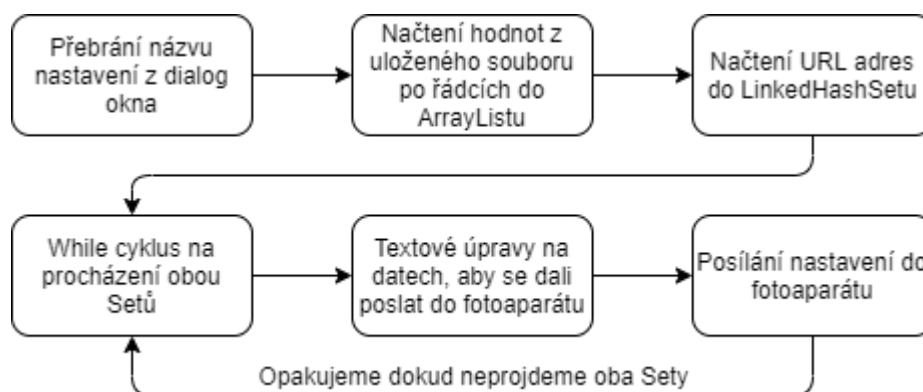 Přebrání názvu
nastavení z dialog
okna
Načtení hodnot z
uloženého souboru
po řádcích do
ArrayListu
Načtení URL adres
do LinkedHashSetu
While cyklus na
procházení obou
Setů
Textové úpravy na
datech, aby se dali
poslat do fotoaparátu
Posílání nastavení do
fotoaparátu
Opakujeme dokud neprojdeme oba Sety